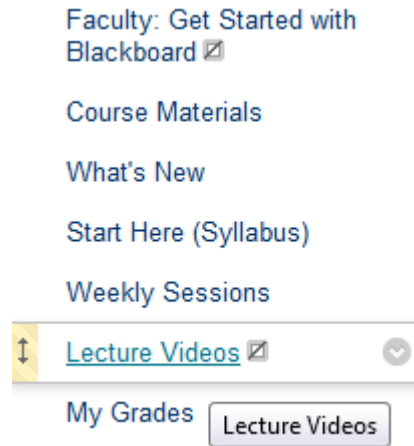 Faculty: Get Started with
Blackboard
Course Materials
What's New
Start Here (Syllabus)
Weekly Sessions
Lecture Videos
My Grades
Lecture Videos